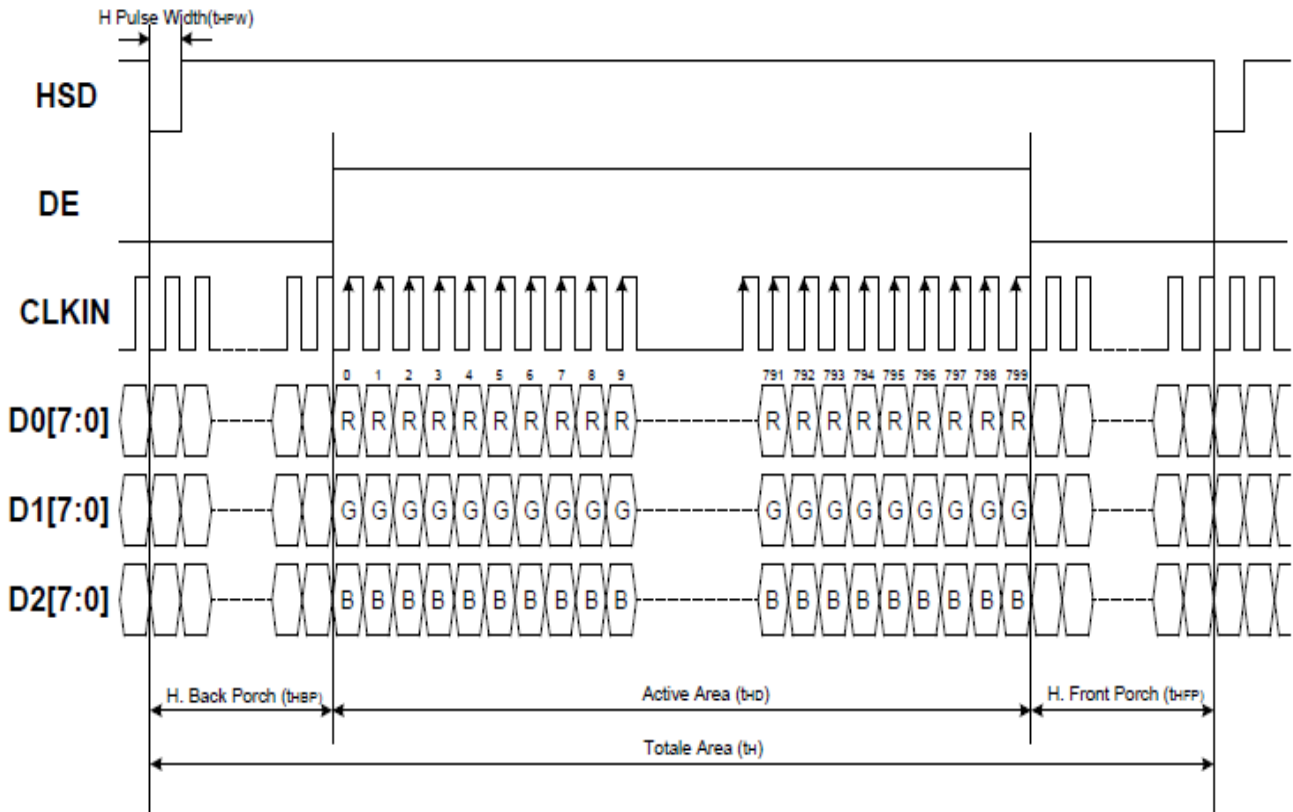 H Pulse Width(tHPW)
HSD
DE
CLKIN
0 1 2 3 4 5 6 7 8 9 791 792 793 794 795 796 797 798 799
D0[7:0] R R R R R R R R R R R R R R R R R R R
D1[7:0] G G G G G G G G G G G G G G G G G G G
D2[7:0] B B B B B B B B B B B B B B B B B B B
H. Back Porch (tHBP) Active Area (tHD) H. Front Porch (tHFP)
Totale Area (tH)